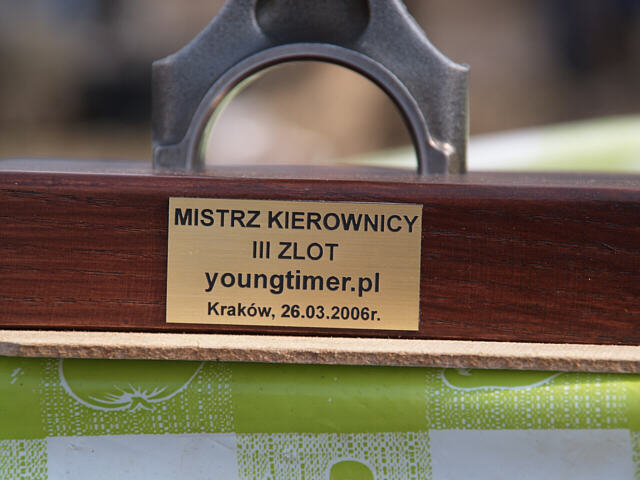 MISTRZ KIEROWNICY
III ZLOT
youngtimer.pl
Kraków, 26.03.2006r.